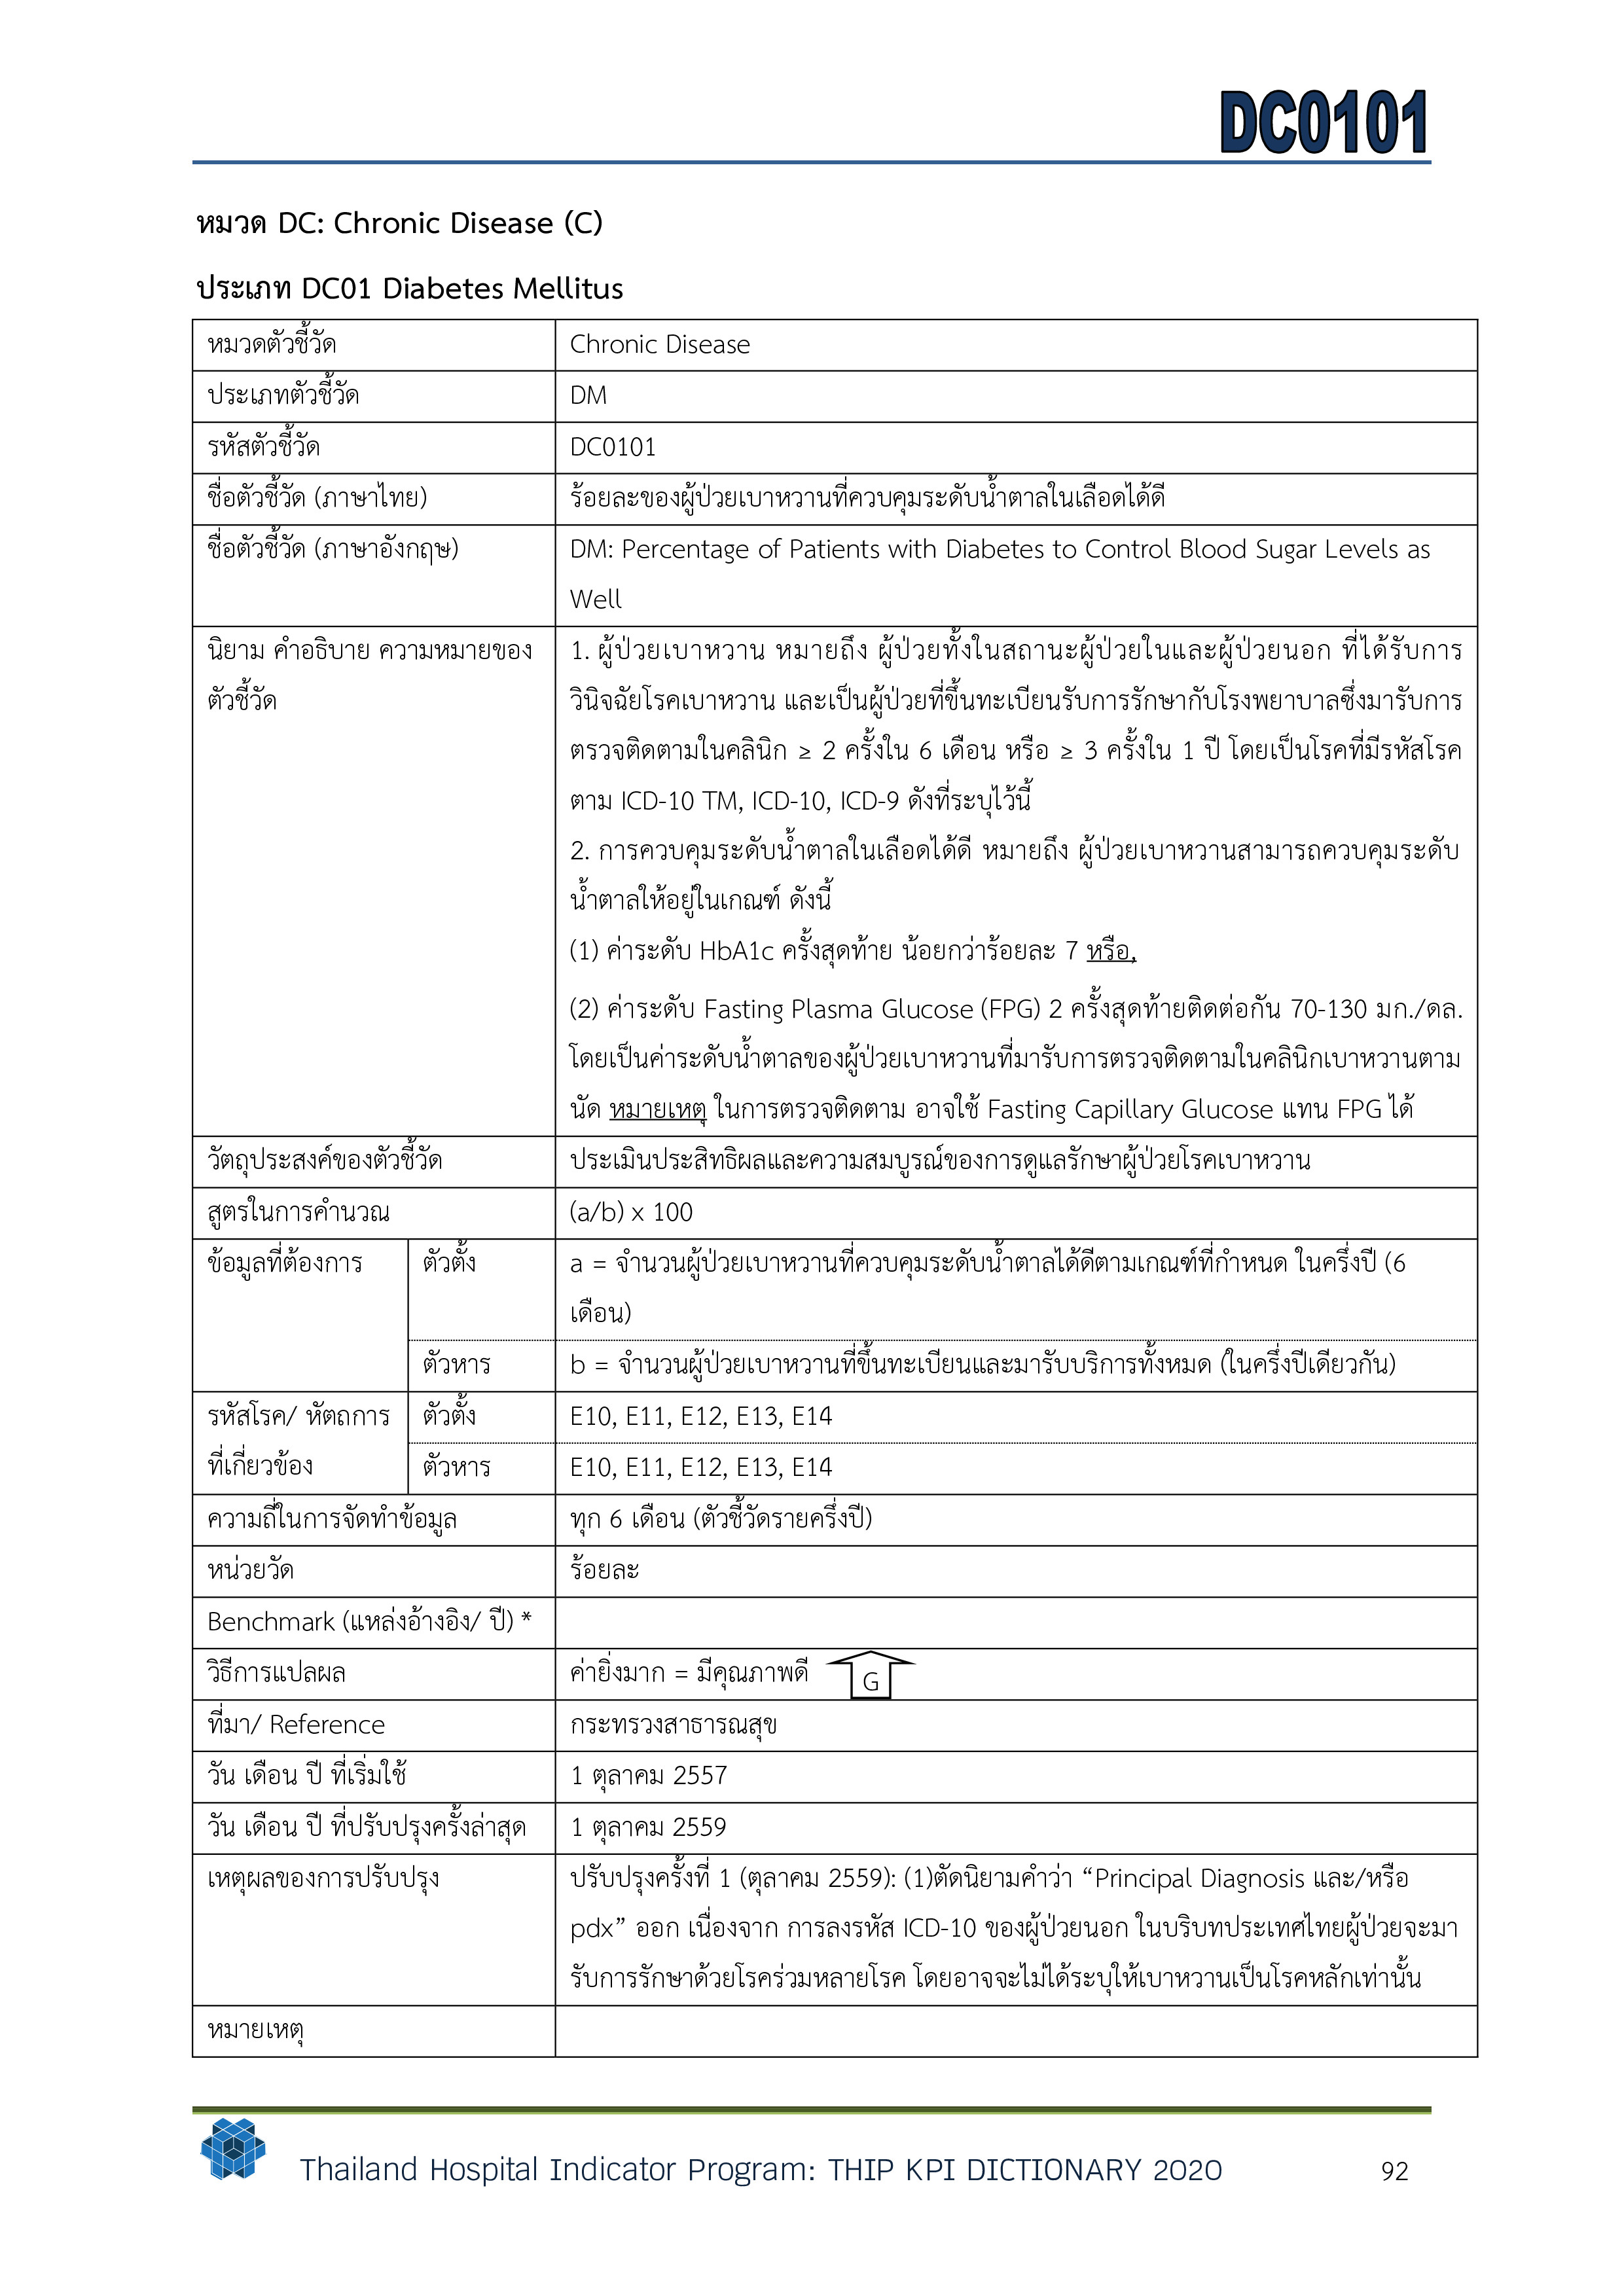 DC0101
หมวด DC: Chronic Disease (C)
ประเภท DC01 Diabetes Mellitus
หมวดตัวชี้วัด Chronic Disease
ประเภทตัวชี้วัด DM
รหัสตัวชี้วัด DC0101
ชื่อตัวชี้วัด (ภาษาไทย) ร้อยละของผู้ป่วยเบาหวานที่ควบคุมระดับน้ำตาลในเลือดได้ดี
ชื่อตัวชี้วัด (ภาษาอังกฤษ) DM: Percentage of Patients with Diabetes to Control Blood Sugar Levels as
Well
นิยาม คำอธิบาย ความหมายของ 1. ผู้ป่วยเบาหวาน หมายถึง ผู้ป่วยทั้งในสถานะผู้ป่วยในและผู้ป่วยนอก ที่ได้รับการ
ตัวชี้วัด วินิจฉัยโรคเบาหวาน และเป็นผู้ป่วยที่ขึ้นทะเบียนรับการรักษากับโรงพยาบาลซึ่งมารับการ
ตรวจติดตามในคลินิก ≥ 2 ครั้งใน 6 เดือน หรือ ≥ 3 ครั้งใน 1 ปี โดยเป็นโรคที่มีรหัสโรค
ตาม ICD-10 TM, ICD-10, ICD-9 ดังที่ระบุไว้นี้
2. การควบคุมระดับน้ำตาลในเลือดได้ดี หมายถึง ผู้ป่วยเบาหวานสามารถควบคุมระดับ
น้ำตาลให้อยู่ในเกณฑ์ ดังนี้
(1) ค่าระดับ HbA1c ครั้งสุดท้าย น้อยกว่าร้อยละ 7 หรือ,
(2) ค่าระดับ Fasting Plasma Glucose (FPG) 2 ครั้งสุดท้ายติดต่อกัน 70-130 มก./ดล.
โดยเป็นค่าระดับน้ำตาลของผู้ป่วยเบาหวานที่มารับการตรวจติดตามในคลินิกเบาหวานตาม
นัด หมายเหตุ ในการตรวจติดตาม อาจใช้ Fasting Capillary Glucose แทน FPG ได้
วัตถุประสงค์ของตัวชี้วัด ประเมินประสิทธิผลและความสมบูรณ์ของการดูแลรักษาผู้ป่วยโรคเบาหวาน
สูตรในการคำนวณ (a/b) x 100
ข้อมูลที่ต้องการ ตัวตั้ง a = จำนวนผู้ป่วยเบาหวานที่ควบคุมระดับน้ำตาลได้ดีตามเกณฑ์ที่กำหนด ในครึ่งปี (6
เดือน)
ตัวหาร b = จำนวนผู้ป่วยเบาหวานที่ขึ้นทะเบียนและมารับบริการทั้งหมด (ในครึ่งปีเดียวกัน)
รหัสโรค/ หัตถการ ตัวตั้ง E10, E11, E12, E13, E14
ที่เกี่ยวข้อง ตัวหาร E10, E11, E12, E13, E14
ความถี่ในการจัดทำข้อมูล ทุก 6 เดือน (ตัวชี้วัดรายครึ่งปี)
หน่วยวัด ร้อยละ
Benchmark (แหล่งอ้างอิง/ ปี) *
วิธีการแปลผล ค่ายิ่งมาก = มีคุณภาพดี G
ที่มา/ Reference กระทรวงสาธารณสุข
วัน เดือน ปี ที่เริ่มใช้ 1 ตุลาคม 2557
วัน เดือน ปี ที่ปรับปรุงครั้งล่าสุด 1 ตุลาคม 2559
เหตุผลของการปรับปรุง ปรับปรุงครั้งที่ 1 (ตุลาคม 2559): (1)ตัดนิยามคำว่า “Principal Diagnosis และ/หรือ
pdx” ออก เนื่องจาก การลงรหัส ICD-10 ของผู้ป่วยนอก ในบริบทประเทศไทยผู้ป่วยจะมา
รับการรักษาด้วยโรคร่วมหลายโรค โดยอาจจะไม่ได้ระบุให้เบาหวานเป็นโรคหลักเท่านั้น
หมายเหตุ
Thailand Hospital Indicator Program: THIP KPI DICTIONARY 2020 92